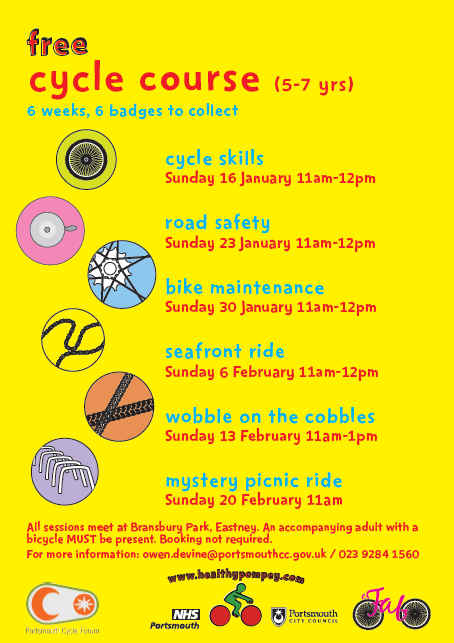 free
cycle course (5-7 yrs)
6 weeks, 6 badges to collect
cycle skills
Sunday 16 January 11am-12pm
road safety
Sunday 23 January 11am-12pm
bike maintenance
Sunday 30 January 11am-12pm
seafront ride
Sunday 6 February 11am-12pm
wobble on the cobbles
Sunday 13 February 11am-1pm
mystery picnic ride
Sunday 20 February 11am
All sessions meet at Bransbury Park, Eastney. An accompanying adult with a
bicycle MUST be present. Booking not required.
For more information: owen.devine@portsmouthcc.gov.uk / 023 9284 1560
www.healthypompey.com
Portsmouth Cycle Forum
NHS
Portsmouth
Portsmouth
CITY COUNCIL